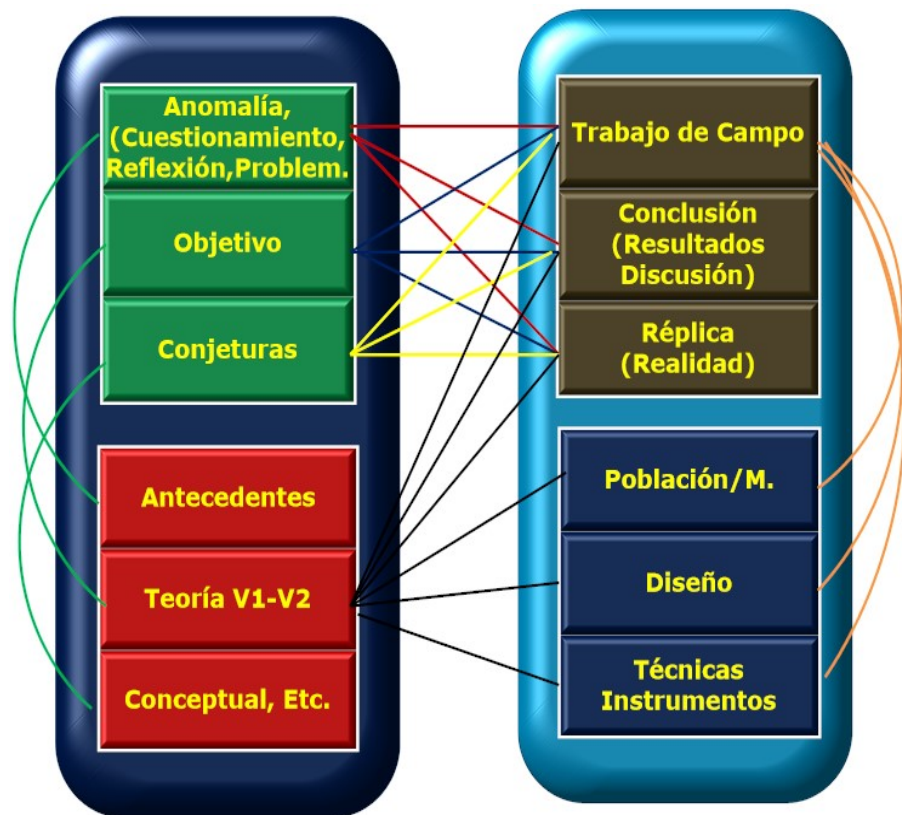 Anomalía,
(Cuestionamiento,
Reflexión,Problem.
Objetivo
Conjeturas
Antecedentes
Teoría V1-V2
Conceptual, Etc.
Trabajo de Campo
Conclusión
(Resultados
Discusión)
Réplica
(Realidad)
Población/M.
Diseño
Técnicas
Instrumentos